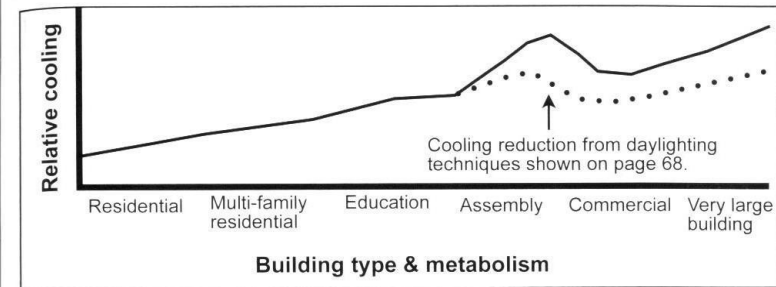 Relative cooling
Cooling reduction from daylighting
techniques shown on page 68.
Residential
Multi-family
residential
Education
Assembly
Commercial
Very large
building
Building type & metabolism